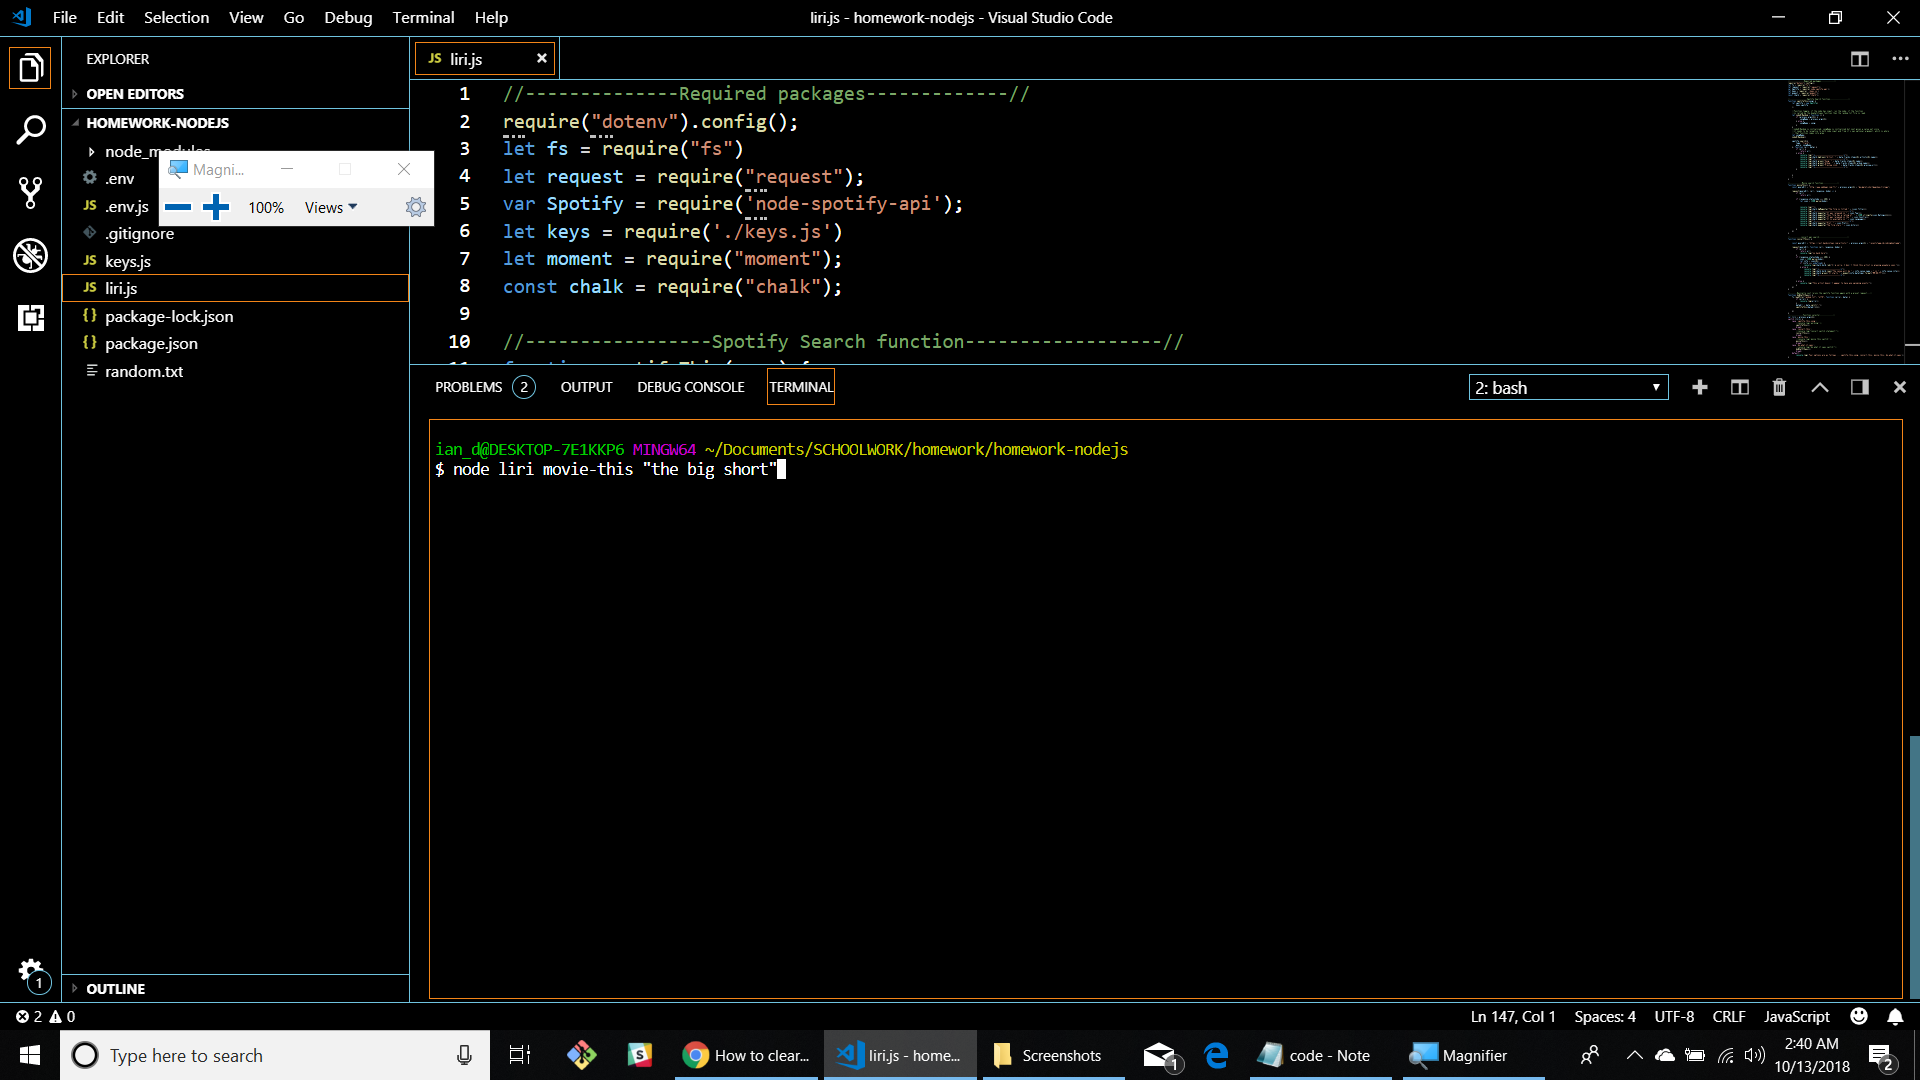 File Edit Selection View Go Debug Terminal Help
liri.js - homework-nodejs - Visual Studio Code
EXPLORER
OPEN EDITORS
HOMEWORK-NODEJS
node_modules
.env
.env.js
.gitignore
keys.js
liri.js
package-lock.json
package.json
random.txt
OUTLINE
Magni...
100% Views
JS liri.js
1 //--------------Required packages-------------//
2 require("dotenv").config();
3 let fs = require("fs")
4 let request = require("request");
5 var Spotify = require('node-spotify-api');
6 let keys = require('./keys.js')
7 let moment = require("moment");
8 const chalk = require("chalk");
9
10 //-----------------Spotify Search function------------------//
PROBLEMS 2 OUTPUT DEBUG CONSOLE TERMINAL
2: bash
ian_d@DESKTOP-7E1KKP6 MINGW64 ~/Documents/SCHOOLWORK/homework/homework-nodejs
$ node liri movie-this "the big short"
1
2 0
Ln 147, Col 1 Spaces: 4 UTF-8 CRLF JavaScript
Type here to search
How to clear...
liri.js - home...
Screenshots
1
code - Note
Magnifier
2:40 AM
10/13/2018
2